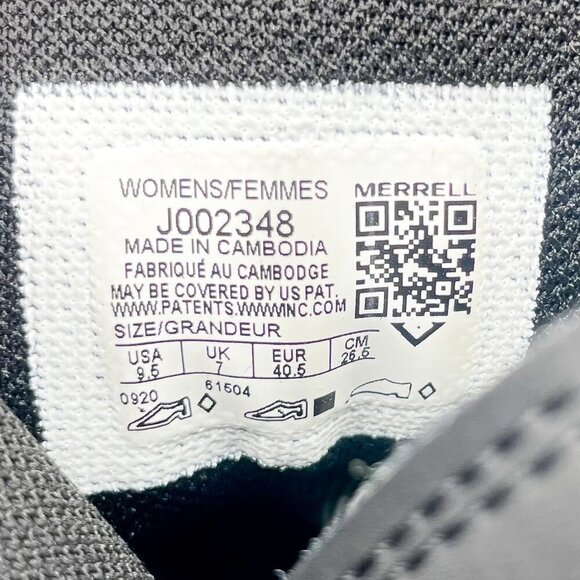 WOMENS/FEMMES
MERRELL
J002348
MADE IN CAMBODIA
FABRIQUÉ AU CAMBODGE
MAY BE COVERED BY US PAT.
WWW.PATENTS.WWWINC.COM
SIZE/GRANDEUR
USA UK EUR CM
9.5 7 40.5 26.5
0920 61504